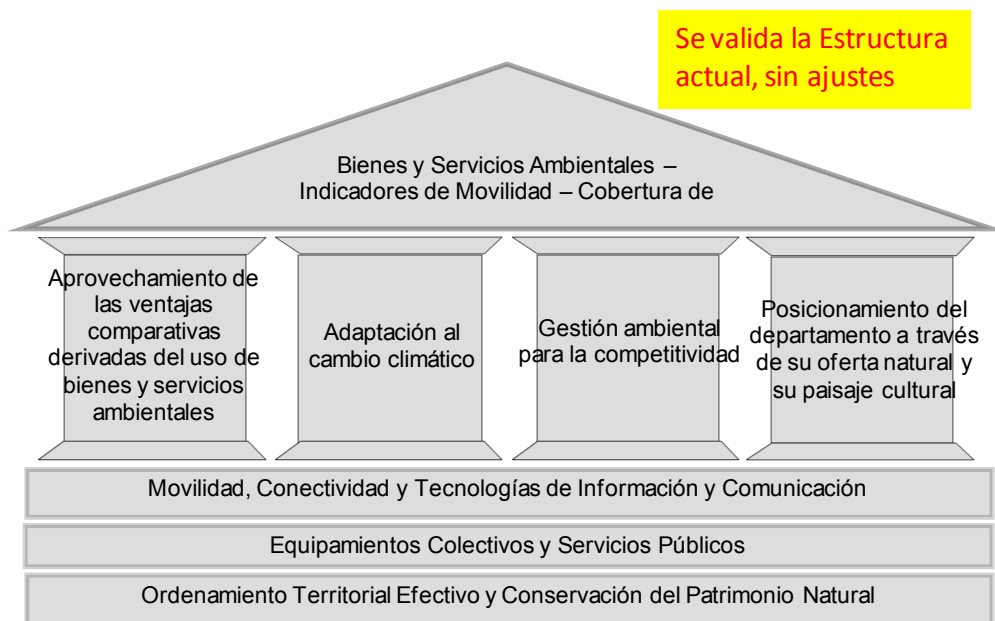 Se valida la Estructura
actual, sin ajustes
Bienes y Servicios Ambientales –
Indicadores de Movilidad – Cobertura de
Aprovechamiento de
las ventajas
comparativas
derivadas del uso de
bienes y servicios
ambientales
Adaptación al
cambio climático
Gestión ambiental
para la competitividad
Posicionamiento del
departamento a través
de su oferta natural y
su paisaje cultural
Movilidad, Conectividad y Tecnologías de Información y Comunicación
Equipamientos Colectivos y Servicios Públicos
Ordenamiento Territorial Efectivo y Conservación del Patrimonio Natural